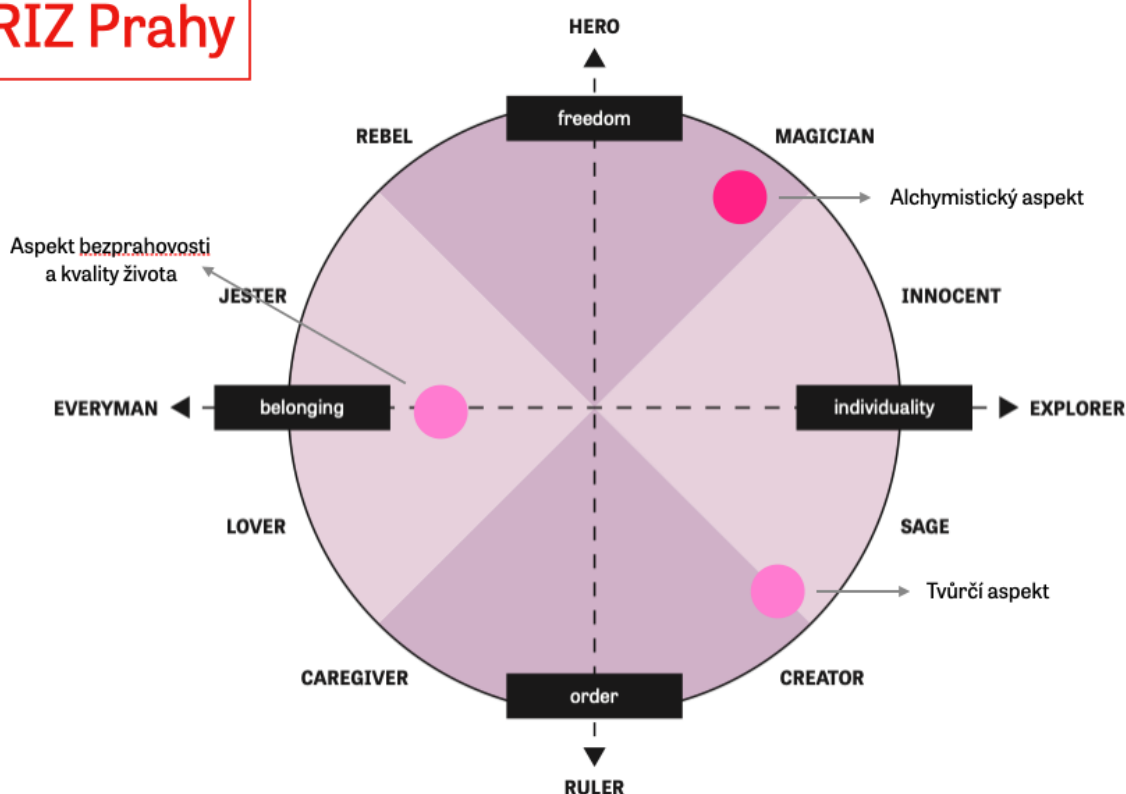 RIZ Prahy
HERO
freedom
REBEL
MAGICIAN
Alchymistický aspekt
Aspekt bezprahovosti
a kvality života
JESTER
INNOCENT
EVERYMAN
belonging
individuality
EXPLORER
LOVER
SAGE
Tvůrčí aspekt
CAREGIVER
CREATOR
order
RULER